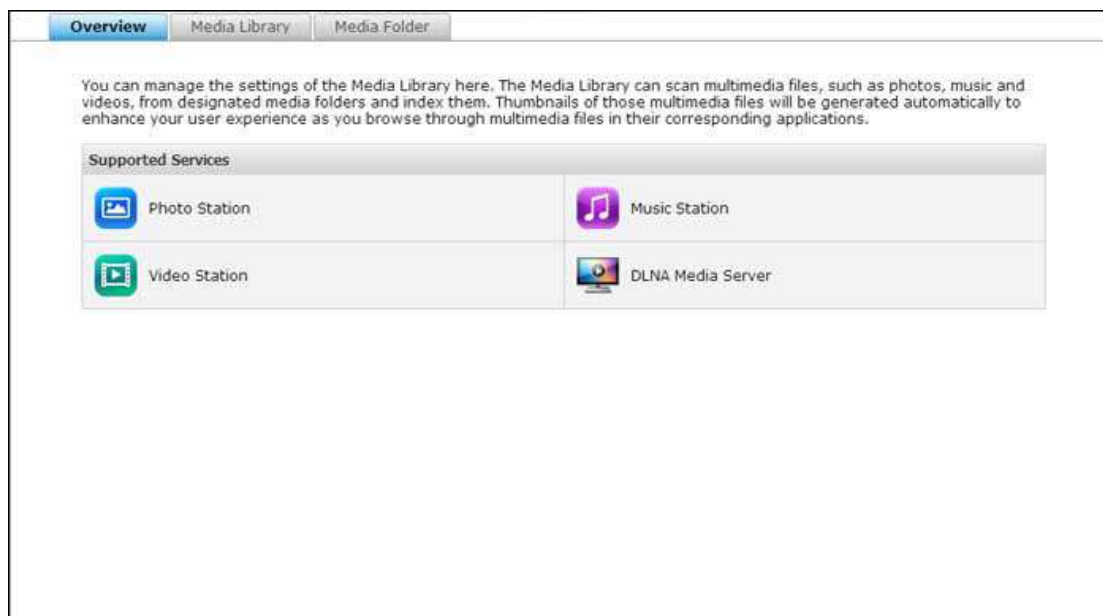 Overview Media Library Media Folder
You can manage the settings of the Media Library here. The Media Library can scan multimedia files, such as photos, music and
videos, from designated media folders and index them. Thumbnails of those multimedia files will be generated automatically to
enhance your user experience as you browse through multimedia files in their corresponding applications.
Supported Services
Photo Station Music Station
Video Station DLNA Media Server